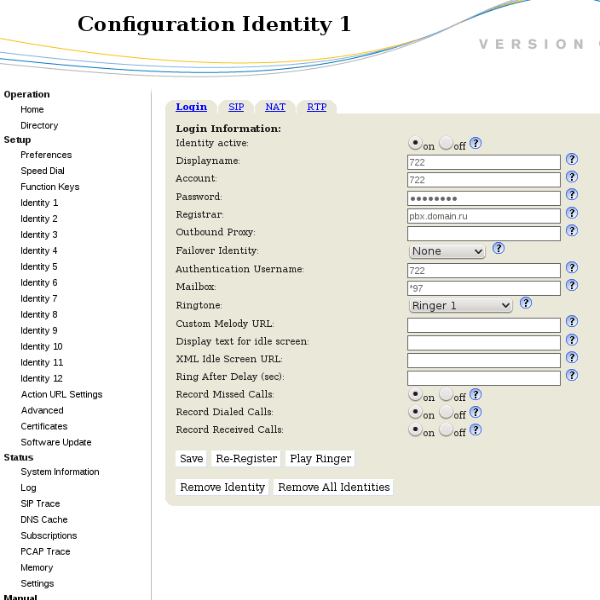 Configuration Identity 1
VERSION
Operation
Home
Directory
Setup
Preferences
Speed Dial
Function Keys
Identity 1
Identity 2
Identity 3
Identity 4
Identity 5
Identity 6
Identity 7
Identity 8
Identity 9
Identity 10
Identity 11
Identity 12
Action URL Settings
Advanced
Certificates
Software Update
Status
System Information
Log
SIP Trace
DNS Cache
Subscriptions
PCAP Trace
Memory
Settings
Manual
Login SIP NAT RTP
Login Information:
Identity active: on off ?
Displayname: 722 ?
Account: 722 ?
Password: ●●●●●●●● ?
Registrar: pbx.domain.ru ?
Outbound Proxy: ?
Failover Identity: None ?
Authentication Username: 722 ?
Mailbox: *97 ?
Ringtone: Ringer 1 ?
Custom Melody URL: ?
Display text for idle screen: ?
XML Idle Screen URL: ?
Ring After Delay (sec): ?
Record Missed Calls: on off ?
Record Dialed Calls: on off ?
Record Received Calls: on off ?
Save Re-Register Play Ringer
Remove Identity Remove All Identities